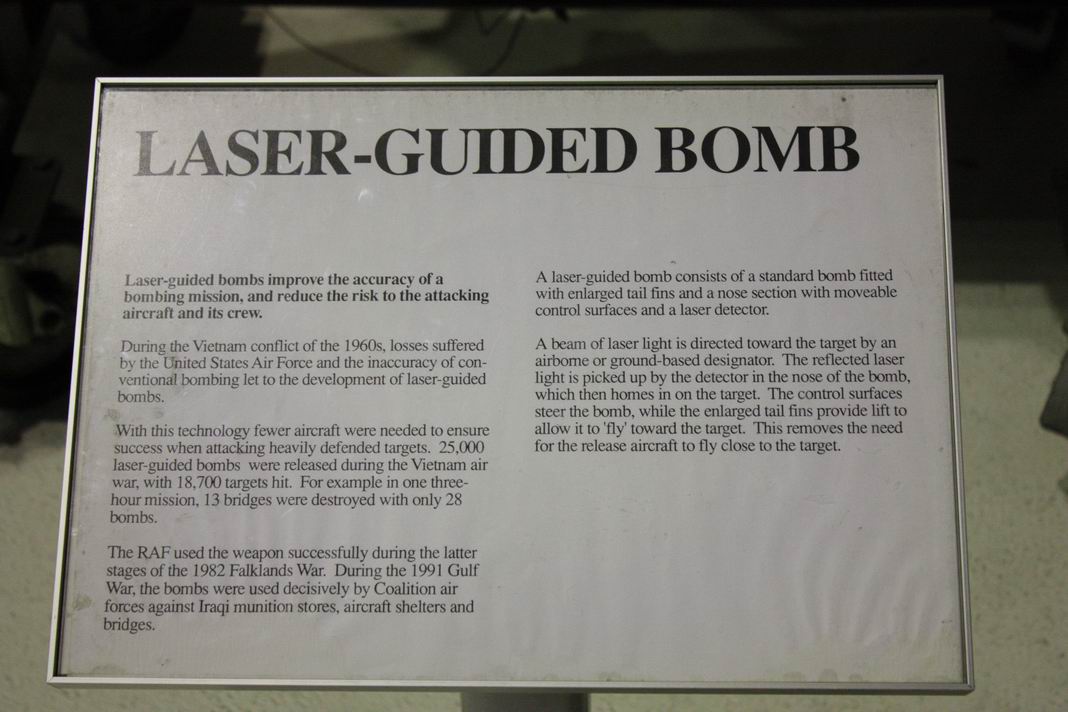 LASER-GUIDED BOMB
Laser-guided bombs improve the accuracy of a
bombing mission, and reduce the risk to the attacking
aircraft and its crew.
During the Vietnam conflict of the 1960s, losses suffered
by the United States Air Force and the inaccuracy of con-
ventional bombing let to the development of laser-guided
bombs.
With this technology fewer aircraft were needed to ensure
success when attacking heavily defended targets. 25,000
laser-guided bombs were released during the Vietnam air
war, with 18,700 targets hit. For example in one three-
hour mission, 13 bridges were destroyed with only 28
bombs.
The RAF used the weapon successfully during the latter
stages of the 1982 Falklands War. During the 1991 Gulf
War, the bombs were used decisively by Coalition air
forces against Iraqi munition stores, aircraft shelters and
bridges.
A laser-guided bomb consists of a standard bomb fitted
with enlarged tail fins and a nose section with moveable
control surfaces and a laser detector.
A beam of laser light is directed toward the target by an
airborne or ground-based designator. The reflected laser
light is picked up by the detector in the nose of the bomb,
which then homes in on the target. The control surfaces
steer the bomb, while the enlarged tail fins provide lift to
allow it to 'fly' toward the target. This removes the need
for the release aircraft to fly close to the target.